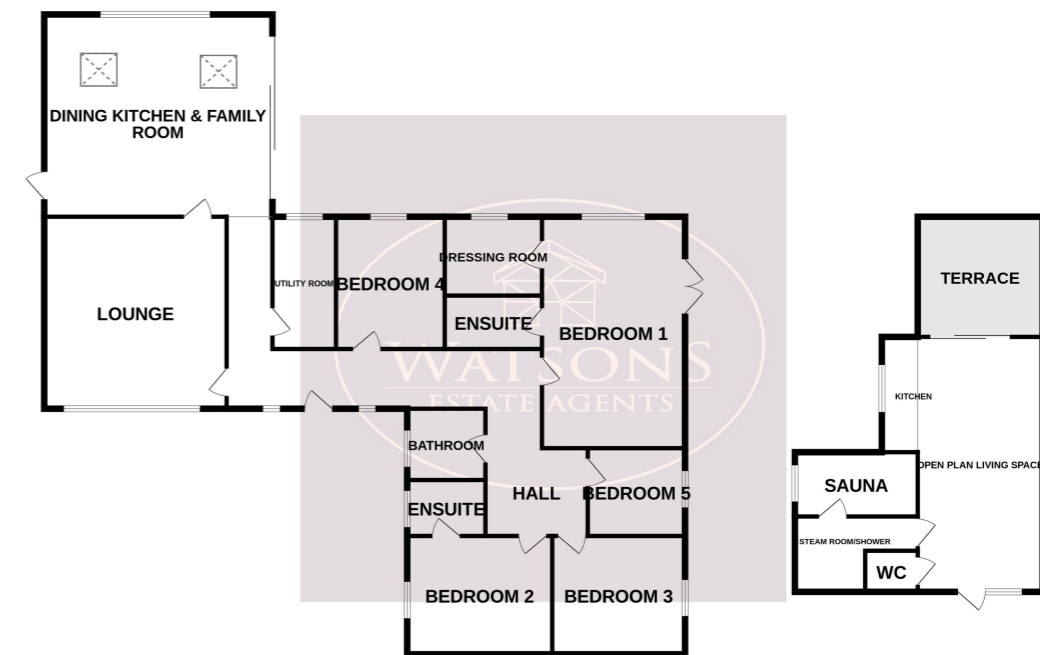 DINING KITCHEN & FAMILY
ROOM
LOUNGE
UTILITY ROOM
BEDROOM 4
DRESSING ROOM
ENSUITE
BEDROOM 1
WATSONS
ESTATE AGENTS
BATHROOM
ENSUITE
HALL
BEDROOM 5
BEDROOM 2
BEDROOM 3
TERRACE
KITCHEN
OPEN PLAN LIVING SPACE
SAUNA
STEAM ROOM/SHOWER
WC